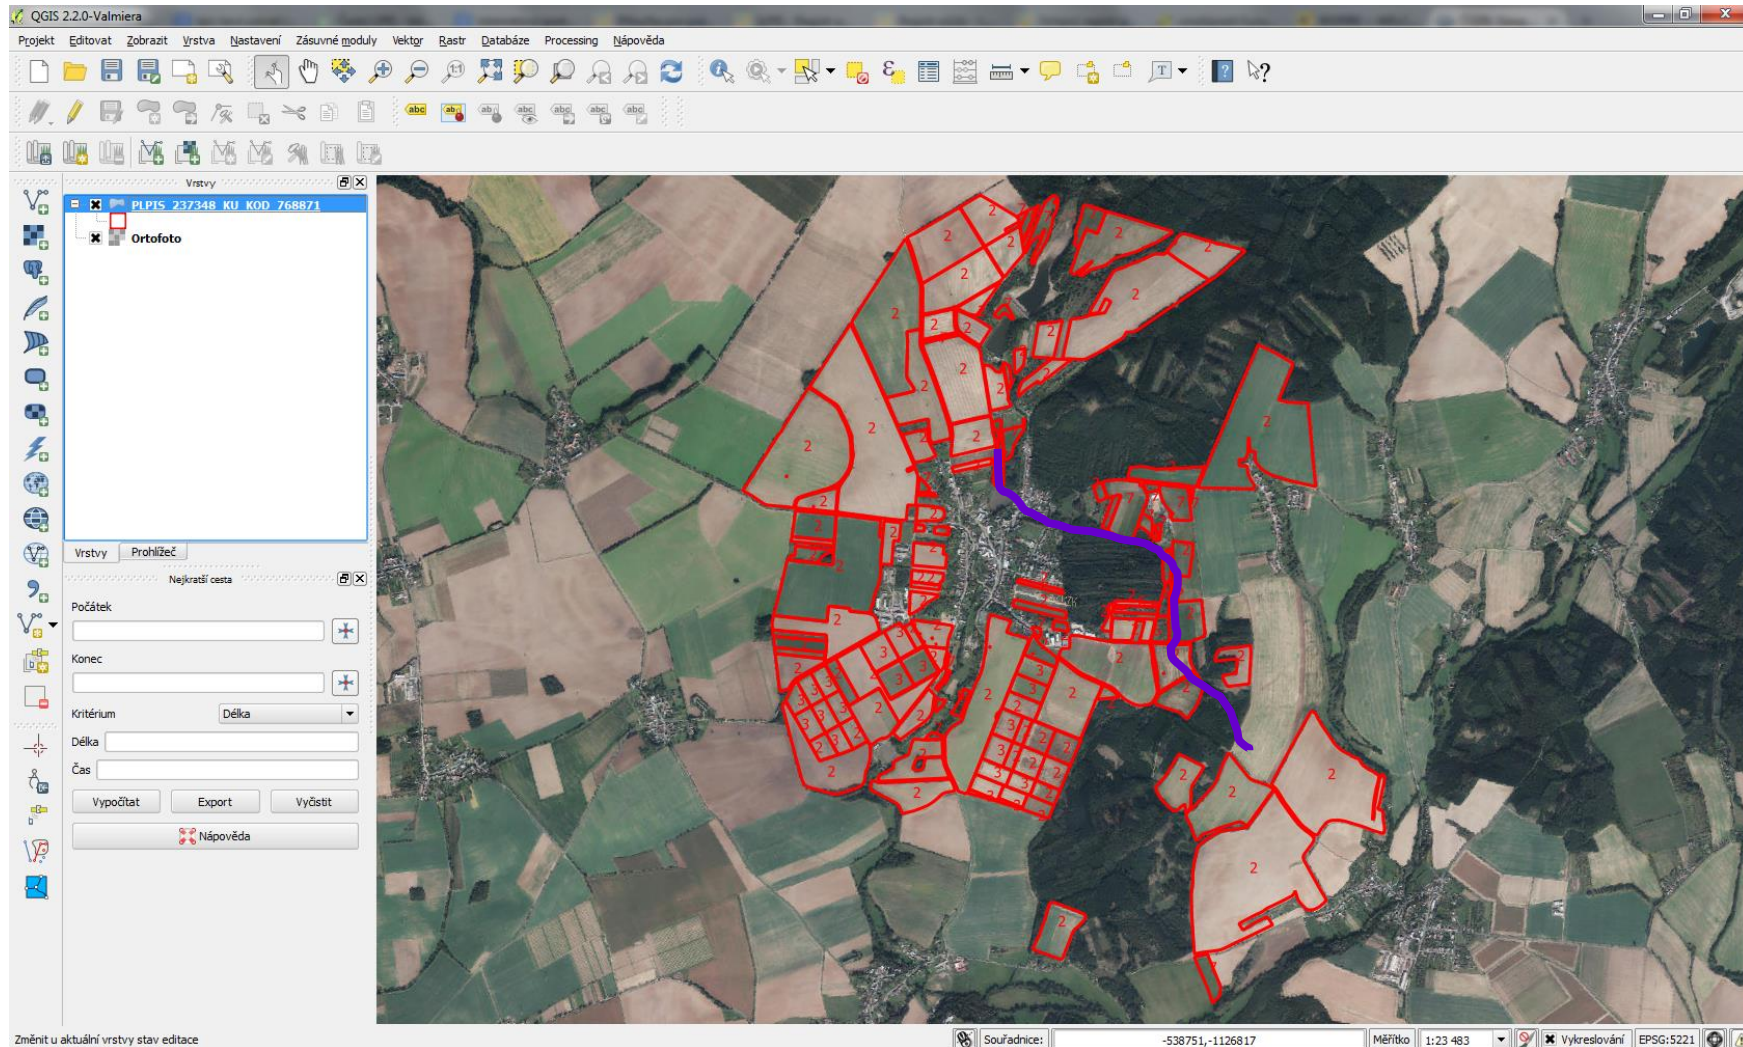 QGIS 2.2.0-Valmiera
Projekt Editovat Zobrazit Vrstva Nastavení Zásuvné moduly Vektor Rastr Databáze Processing Nápověda
Vrstvy
PLPIS_237348_KU_KOD_768871
Ortofoto
Vrstvy Prohlížeč
Nejkratší cesta
Počátek
Konec
Kritérium Délka
Délka
Čas
Vypočítat Export Vyčistit
Nápověda
Změnit u aktuální vrstvy stav editace
Souřadnice: -538751,-1126817 Měřítko 1:23 483 Vykreslování EPSG:5221